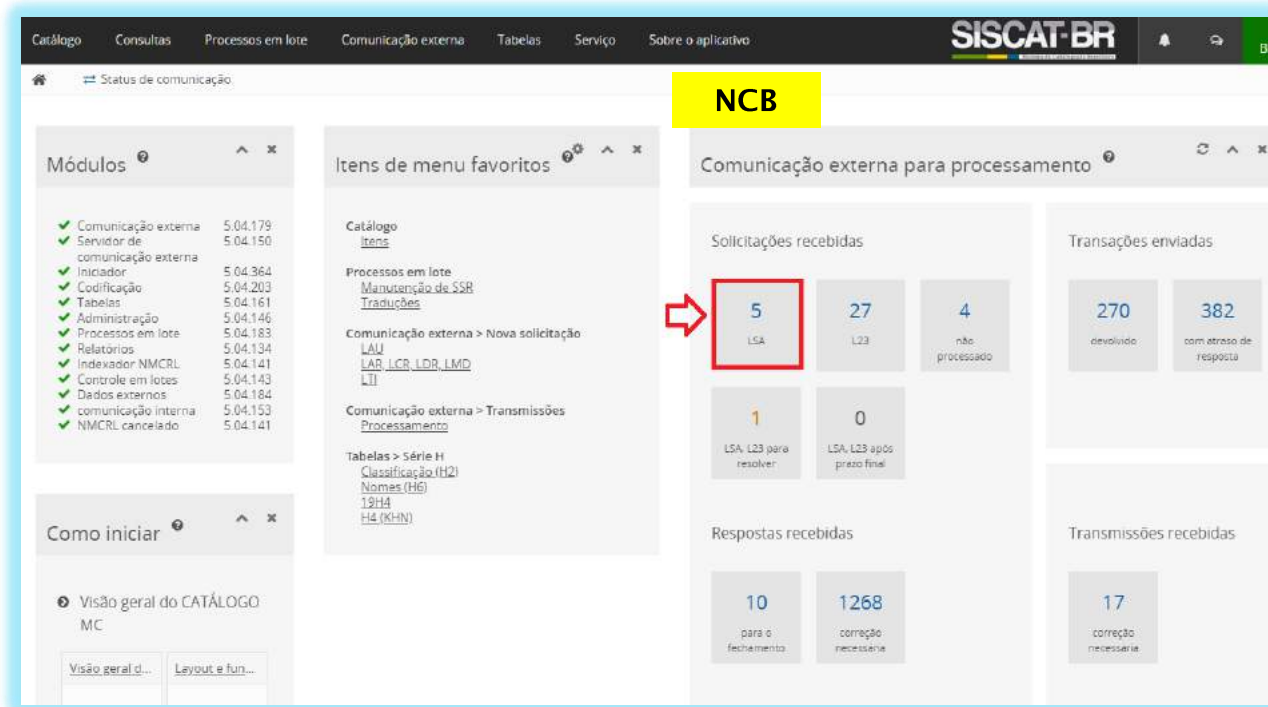 Catálogo Consultas Processos em lote Comunicação externa Tabelas Serviço Sobre o aplicativo SISCAT-BR B
Status de comunicação
NCB
Módulos
Comunicação externa 5.04.179
Servidor de 5.04.150
comunicação externa
Iniciador 5.04.364
Codificação 5.04.203
Tabelas 5.04.161
Administração 5.04.146
Processos em lote 5.04.183
Relatórios 5.04.134
Indexador NMCRL 5.04.141
Controle em lotes 5.04.143
Dados externos 5.04.184
comunicação interna 5.04.153
NMCRL cancelado 5.04.141
Como iniciar
Visão geral do CATÁLOGO
MC
Visão geral d... Layout e fun...
Itens de menu favoritos
Catálogo
Itens
Processos em lote
Manutenção de SSR
Traduções
Comunicação externa > Nova solicitação
LAU
LAR, LCR, LDR, LMD
LTI
Comunicação externa > Transmissões
Processamento
Tabelas > Série H
Classificação (H2)
Nomes (H6)
19H4
H4 (KHN)
Comunicação externa para processamento
Solicitações recebidas
5
LSA
27
L23
4
não
processado
1
LSA, L23 para
resolver
0
LSA, L23 após
prazo final
Transações enviadas
270
devolvido
382
com atraso de
resposta
Respostas recebidas
10
para o
fechamento
1268
correção
necessária
Transmissões recebidas
17
correção
necessaria